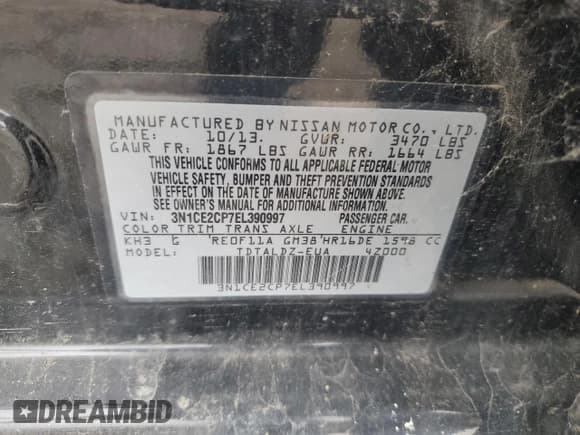 MANUFACTURED BY NISSAN MOTOR CO., LTD.
DATE: 10/13. GVWR: 3470 LBS
GAWR FR: 1867 LBS GAWR RR: 1664 LBS
THIS VEHICLE CONFORMS TO ALL APPLICABLE FEDERAL MOTOR
VEHICLE SAFETY, BUMPER AND THEFT PREVENTION STANDARDS
IN EFFECT ON THE DATE OF MANUFACTURE SHOWN ABOVE.
SEE OWNER'S MANUAL FOR ADDITIONAL INFORMATION.
VIN: 3N1CE2CP7EL390997 PASSENGER CAR.
COLOR TRIM TRANS AXLE ENGINE
KH3 G RE0F11A GM38 HR16DE 1598 CC
MODEL: TDTALDZ-EUA 4Z000
3N1CE2CP7EL390997
DREAMBID